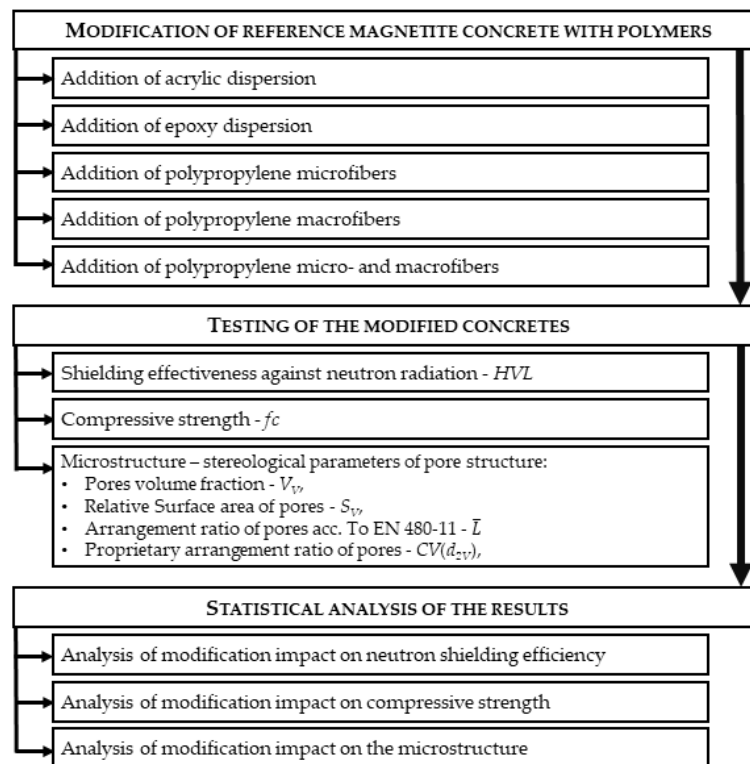 MODIFICATION OF REFERENCE MAGNETITE CONCRETE WITH POLYMERS
Addition of acrylic dispersion
Addition of epoxy dispersion
Addition of polypropylene microfibers
Addition of polypropylene macrofibers
Addition of polypropylene micro- and macrofibers
TESTING OF THE MODIFIED CONCRETES
Shielding effectiveness against neutron radiation - HVL
Compressive strength - fc
Microstructure – stereological parameters of pore structure:
• Pores volume fraction - V_V,
• Relative Surface area of pores - S_V,
• Arrangement ratio of pores acc. To EN 480-11 - L̄
• Proprietary arrangement ratio of pores - CV(d_2V),
STATISTICAL ANALYSIS OF THE RESULTS
Analysis of modification impact on neutron shielding efficiency
Analysis of modification impact on compressive strength
Analysis of modification impact on the microstructure